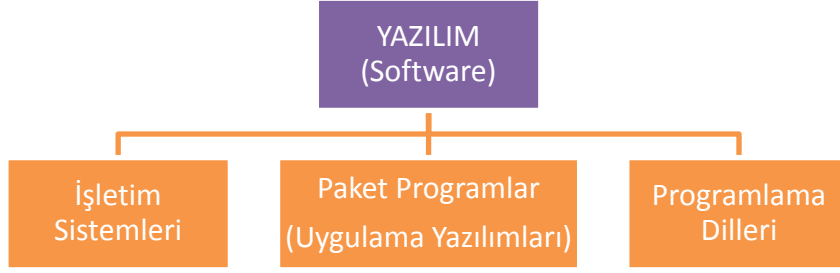 YAZILIM
(Software)
İşletim
Sistemleri
Paket Programlar
(Uygulama Yazılımları)
Programlama
Dilleri